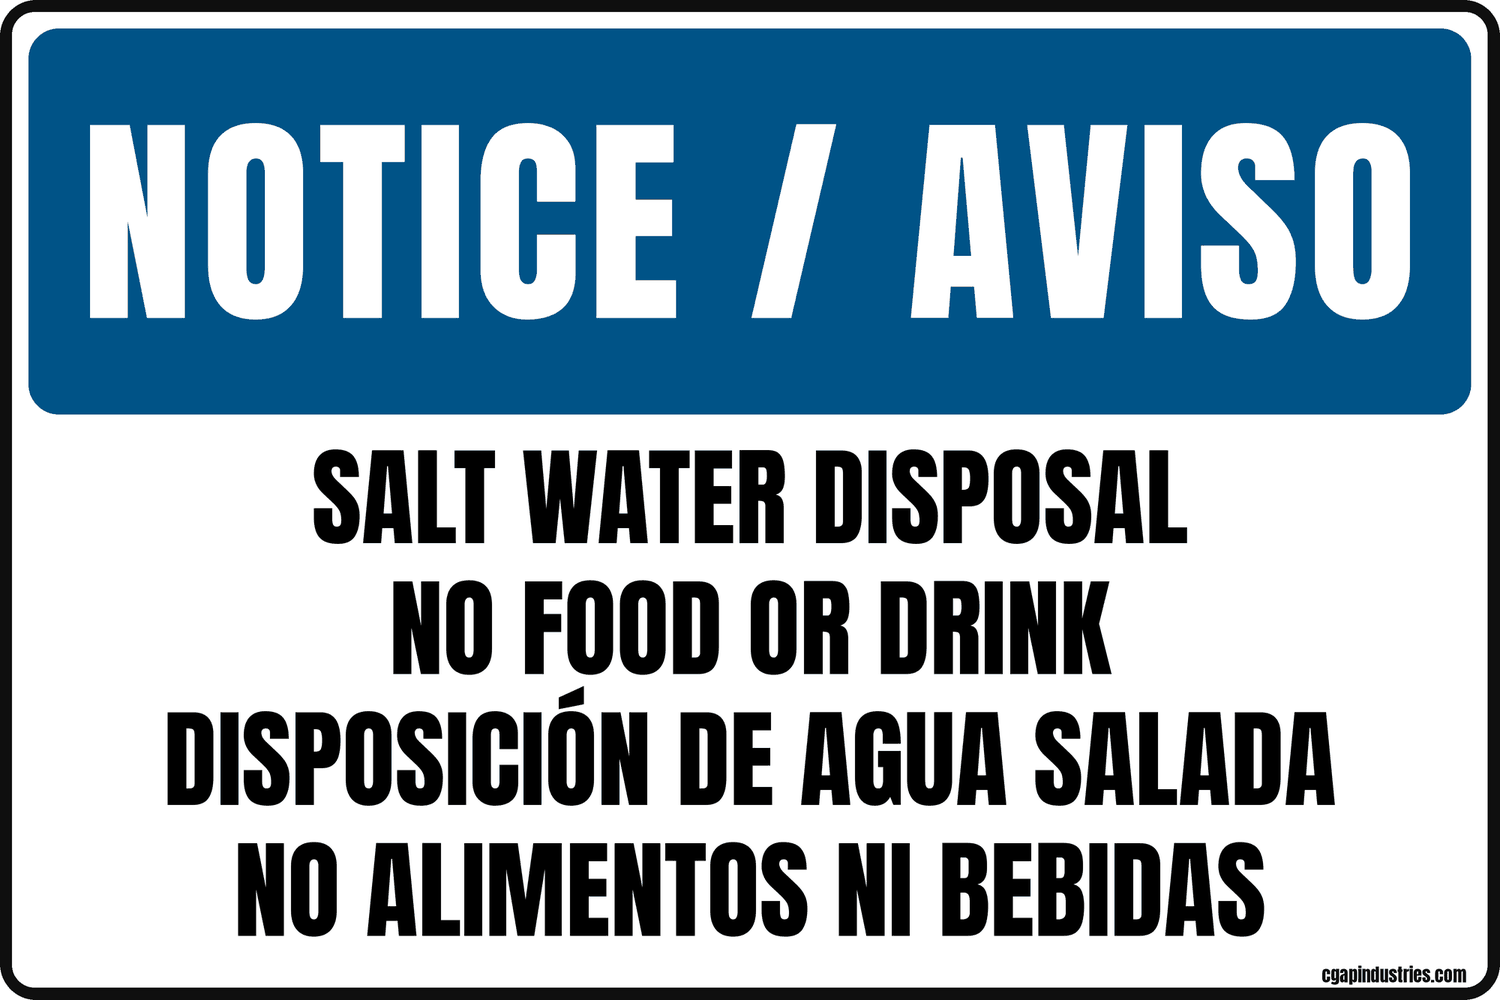 NOTICE / AVISO
SALT WATER DISPOSAL
NO FOOD OR DRINK
DISPOSICIÓN DE AGUA SALADA
NO ALIMENTOS NI BEBIDAS
cgapindustries.com